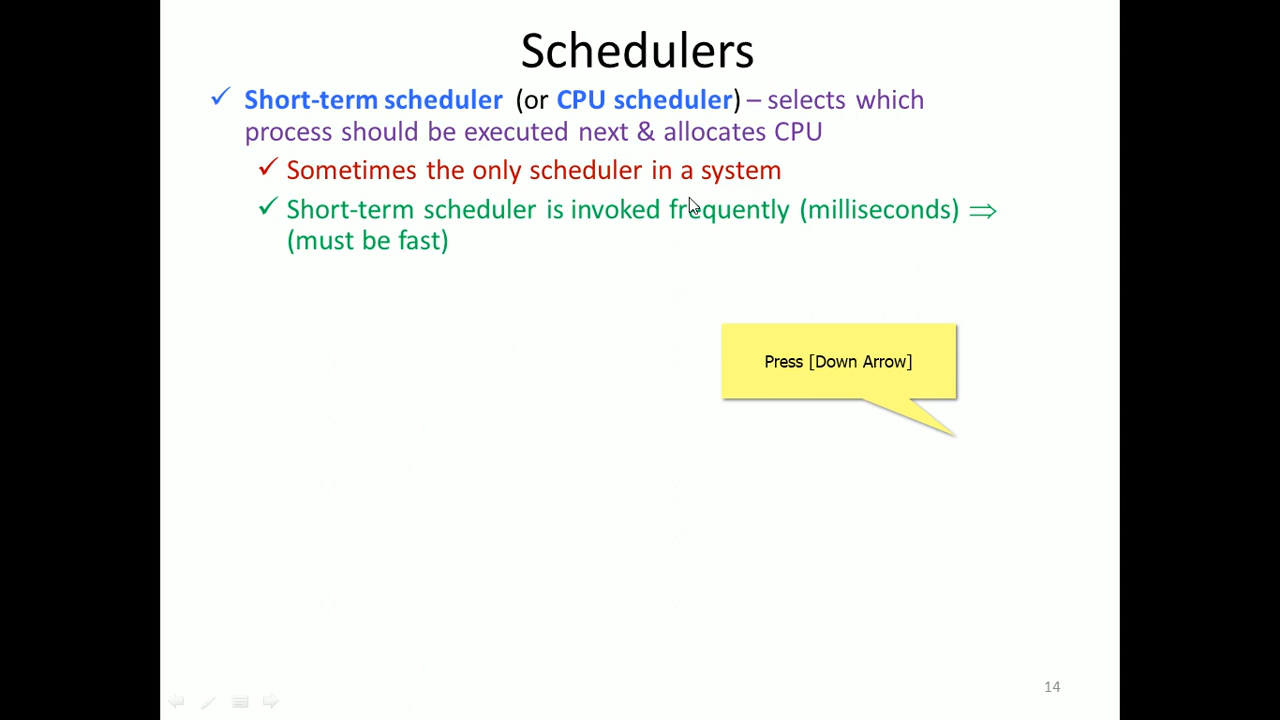 Schedulers
✓ Short-term scheduler (or CPU scheduler) – selects which
process should be executed next & allocates CPU
✓ Sometimes the only scheduler in a system
✓ Short-term scheduler is invoked frequently (milliseconds) ⇒
(must be fast)
Press [Down Arrow]
14